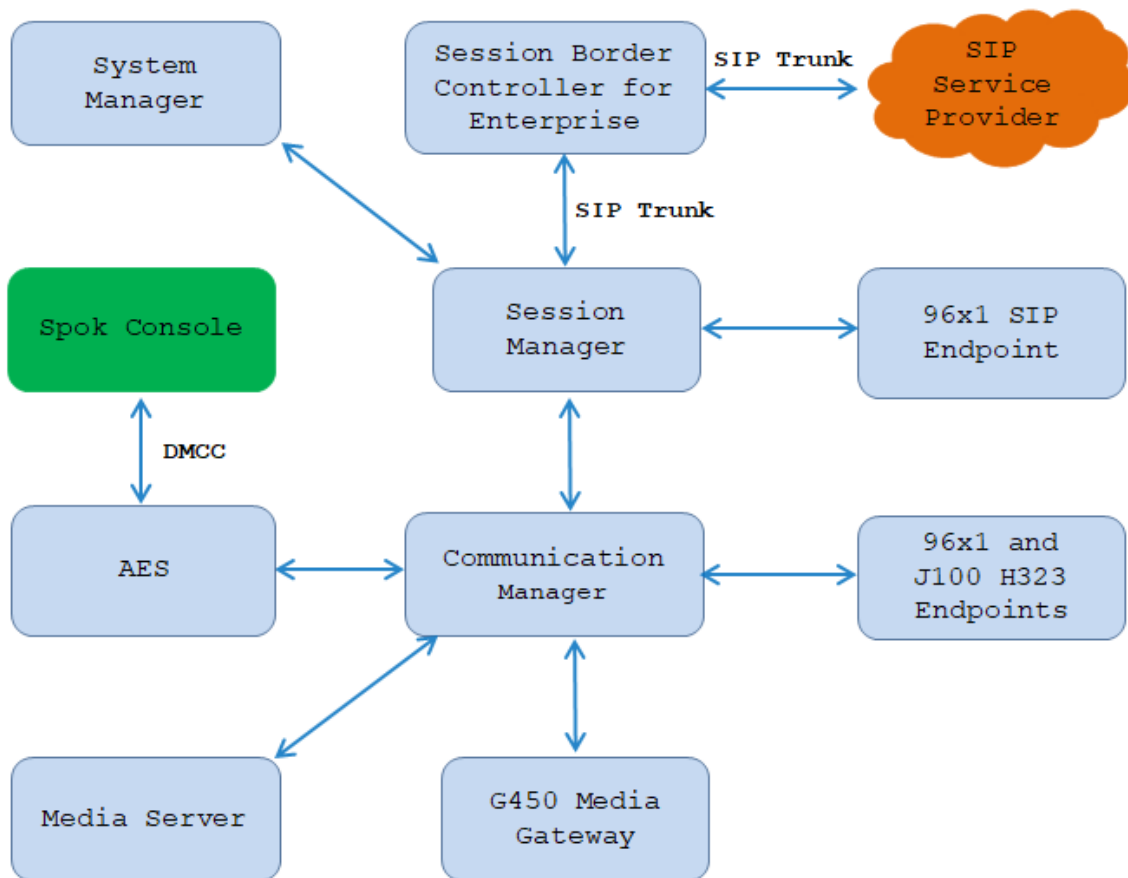 System
Manager
Session Border
Controller for
Enterprise
SIP Trunk
SIP
Service
Provider
SIP Trunk
Spok Console
Session
Manager
96x1 SIP
Endpoint
DMCC
AES
Communication
Manager
96x1 and
J100 H323
Endpoints
Media Server
G450 Media
Gateway